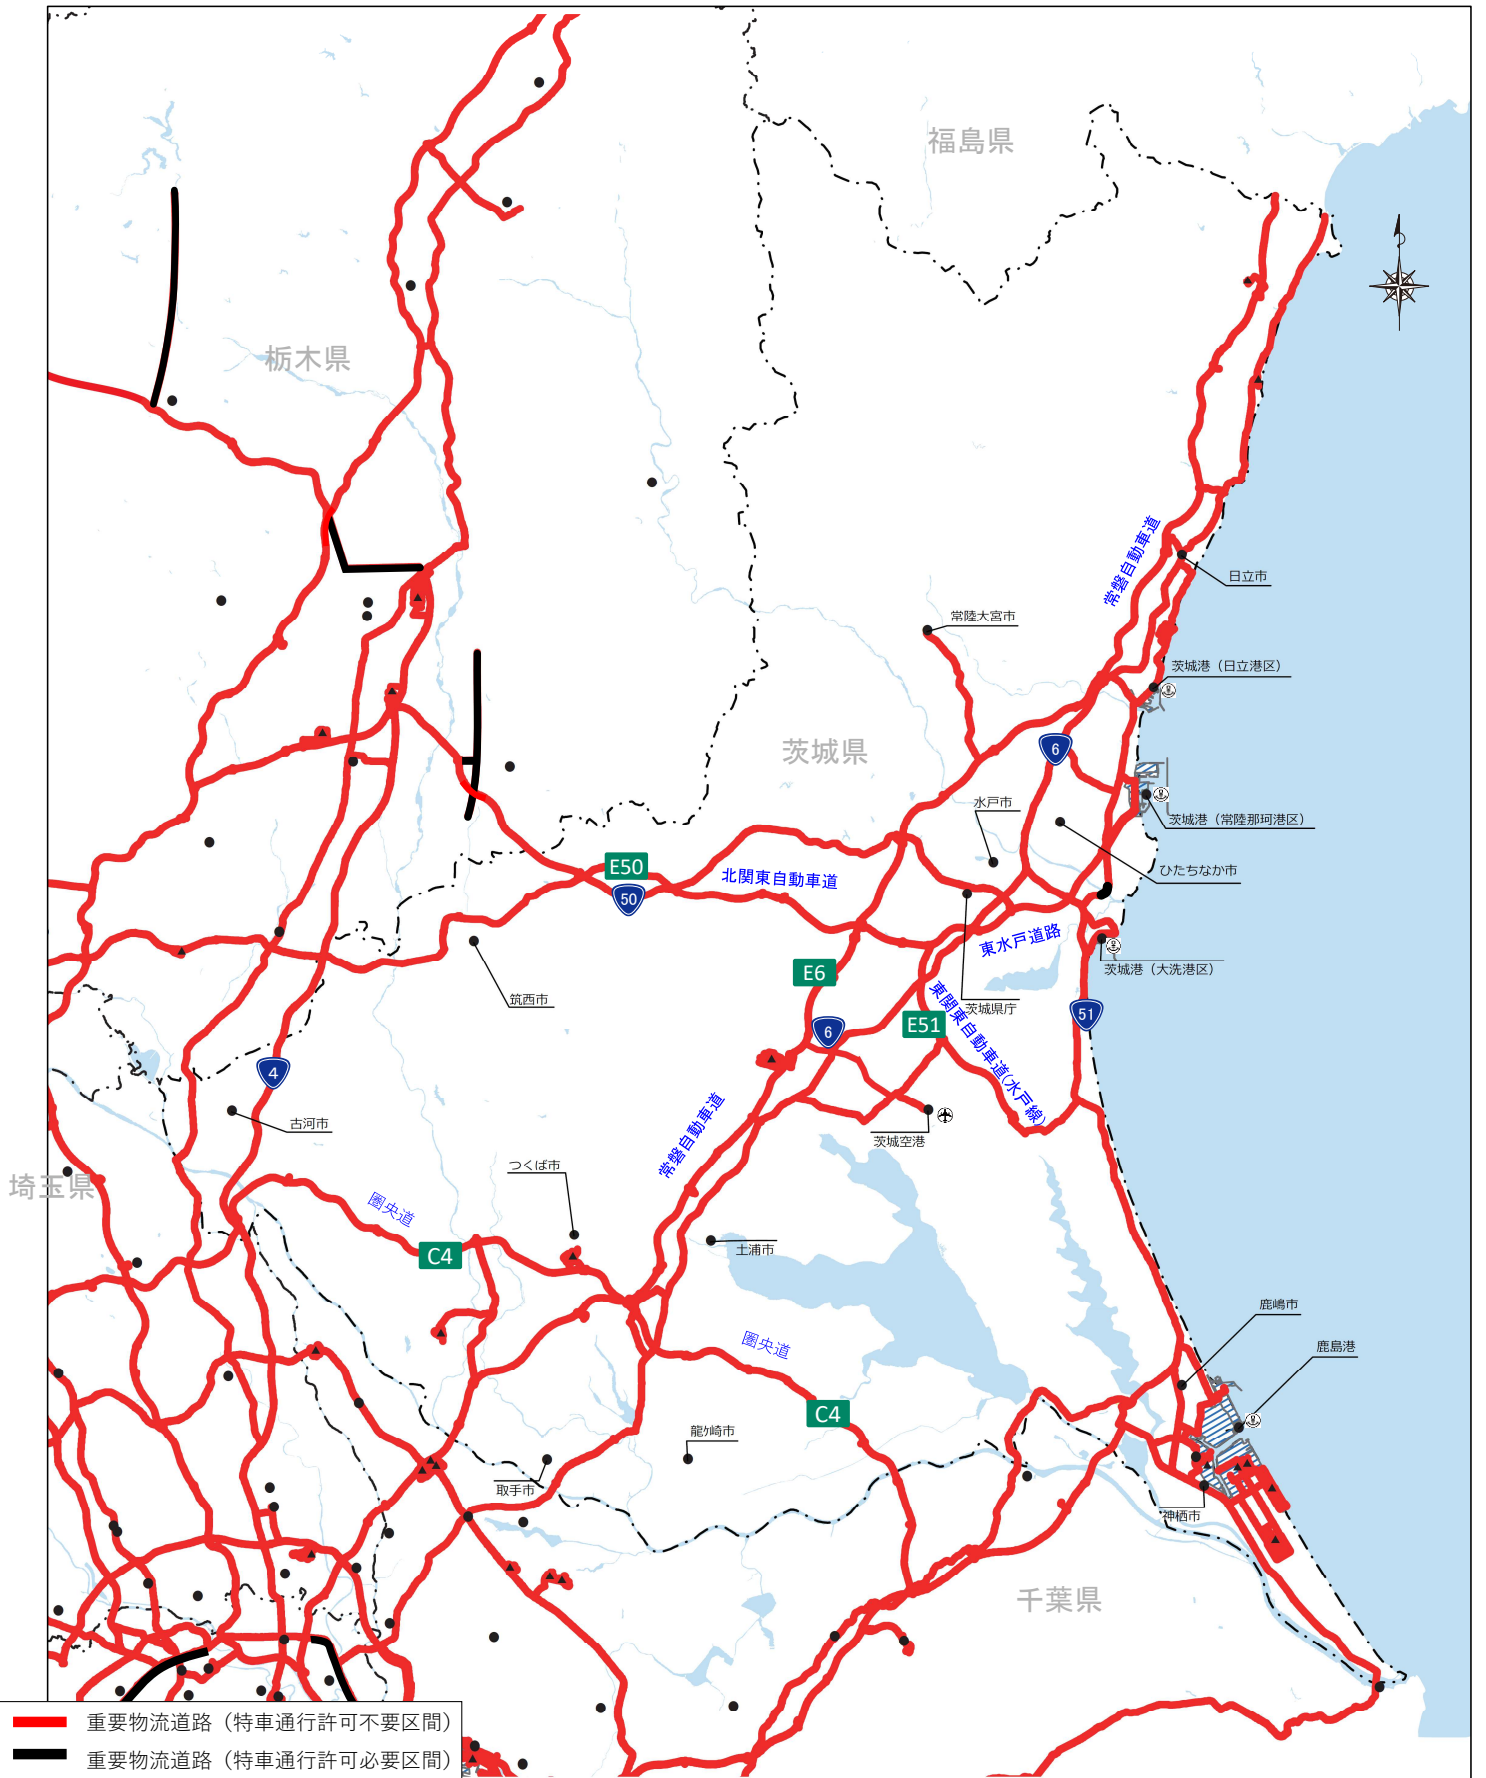 福島県
栃木県
常磐自動車道
日立市
常陸大宮市
茨城港（日立港区）
6
茨城県
水戸市
茨城港（常陸那珂港区）
E50
北関東自動車道
ひたちなか市
50
東水戸道路
茨城港（大洗港区）
E6
筑西市
茨城県庁
東関東自動車道(水戸線)
51
E51
6
4
古河市
茨城空港
常磐自動車道
つくば市
埼玉県
圏央道
C4
土浦市
鹿嶋市
圏央道
鹿島港
C4
龍ケ崎市
取手市
神栖市
千葉県
重要物流道路（特車通行許可不要区間）
重要物流道路（特車通行許可必要区間）